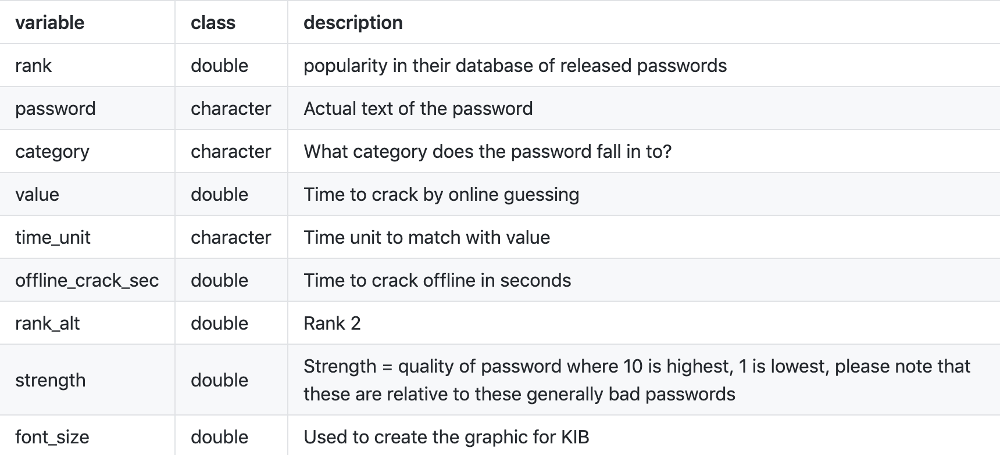 variable class description
rank double popularity in their database of released passwords
password character Actual text of the password
category character What category does the password fall in to?
value double Time to crack by online guessing
time_unit character Time unit to match with value
offline_crack_sec double Time to crack offline in seconds
rank_alt double Rank 2
strength double Strength = quality of password where 10 is highest, 1 is lowest, please note that
these are relative to these generally bad passwords
font_size double Used to create the graphic for KIB